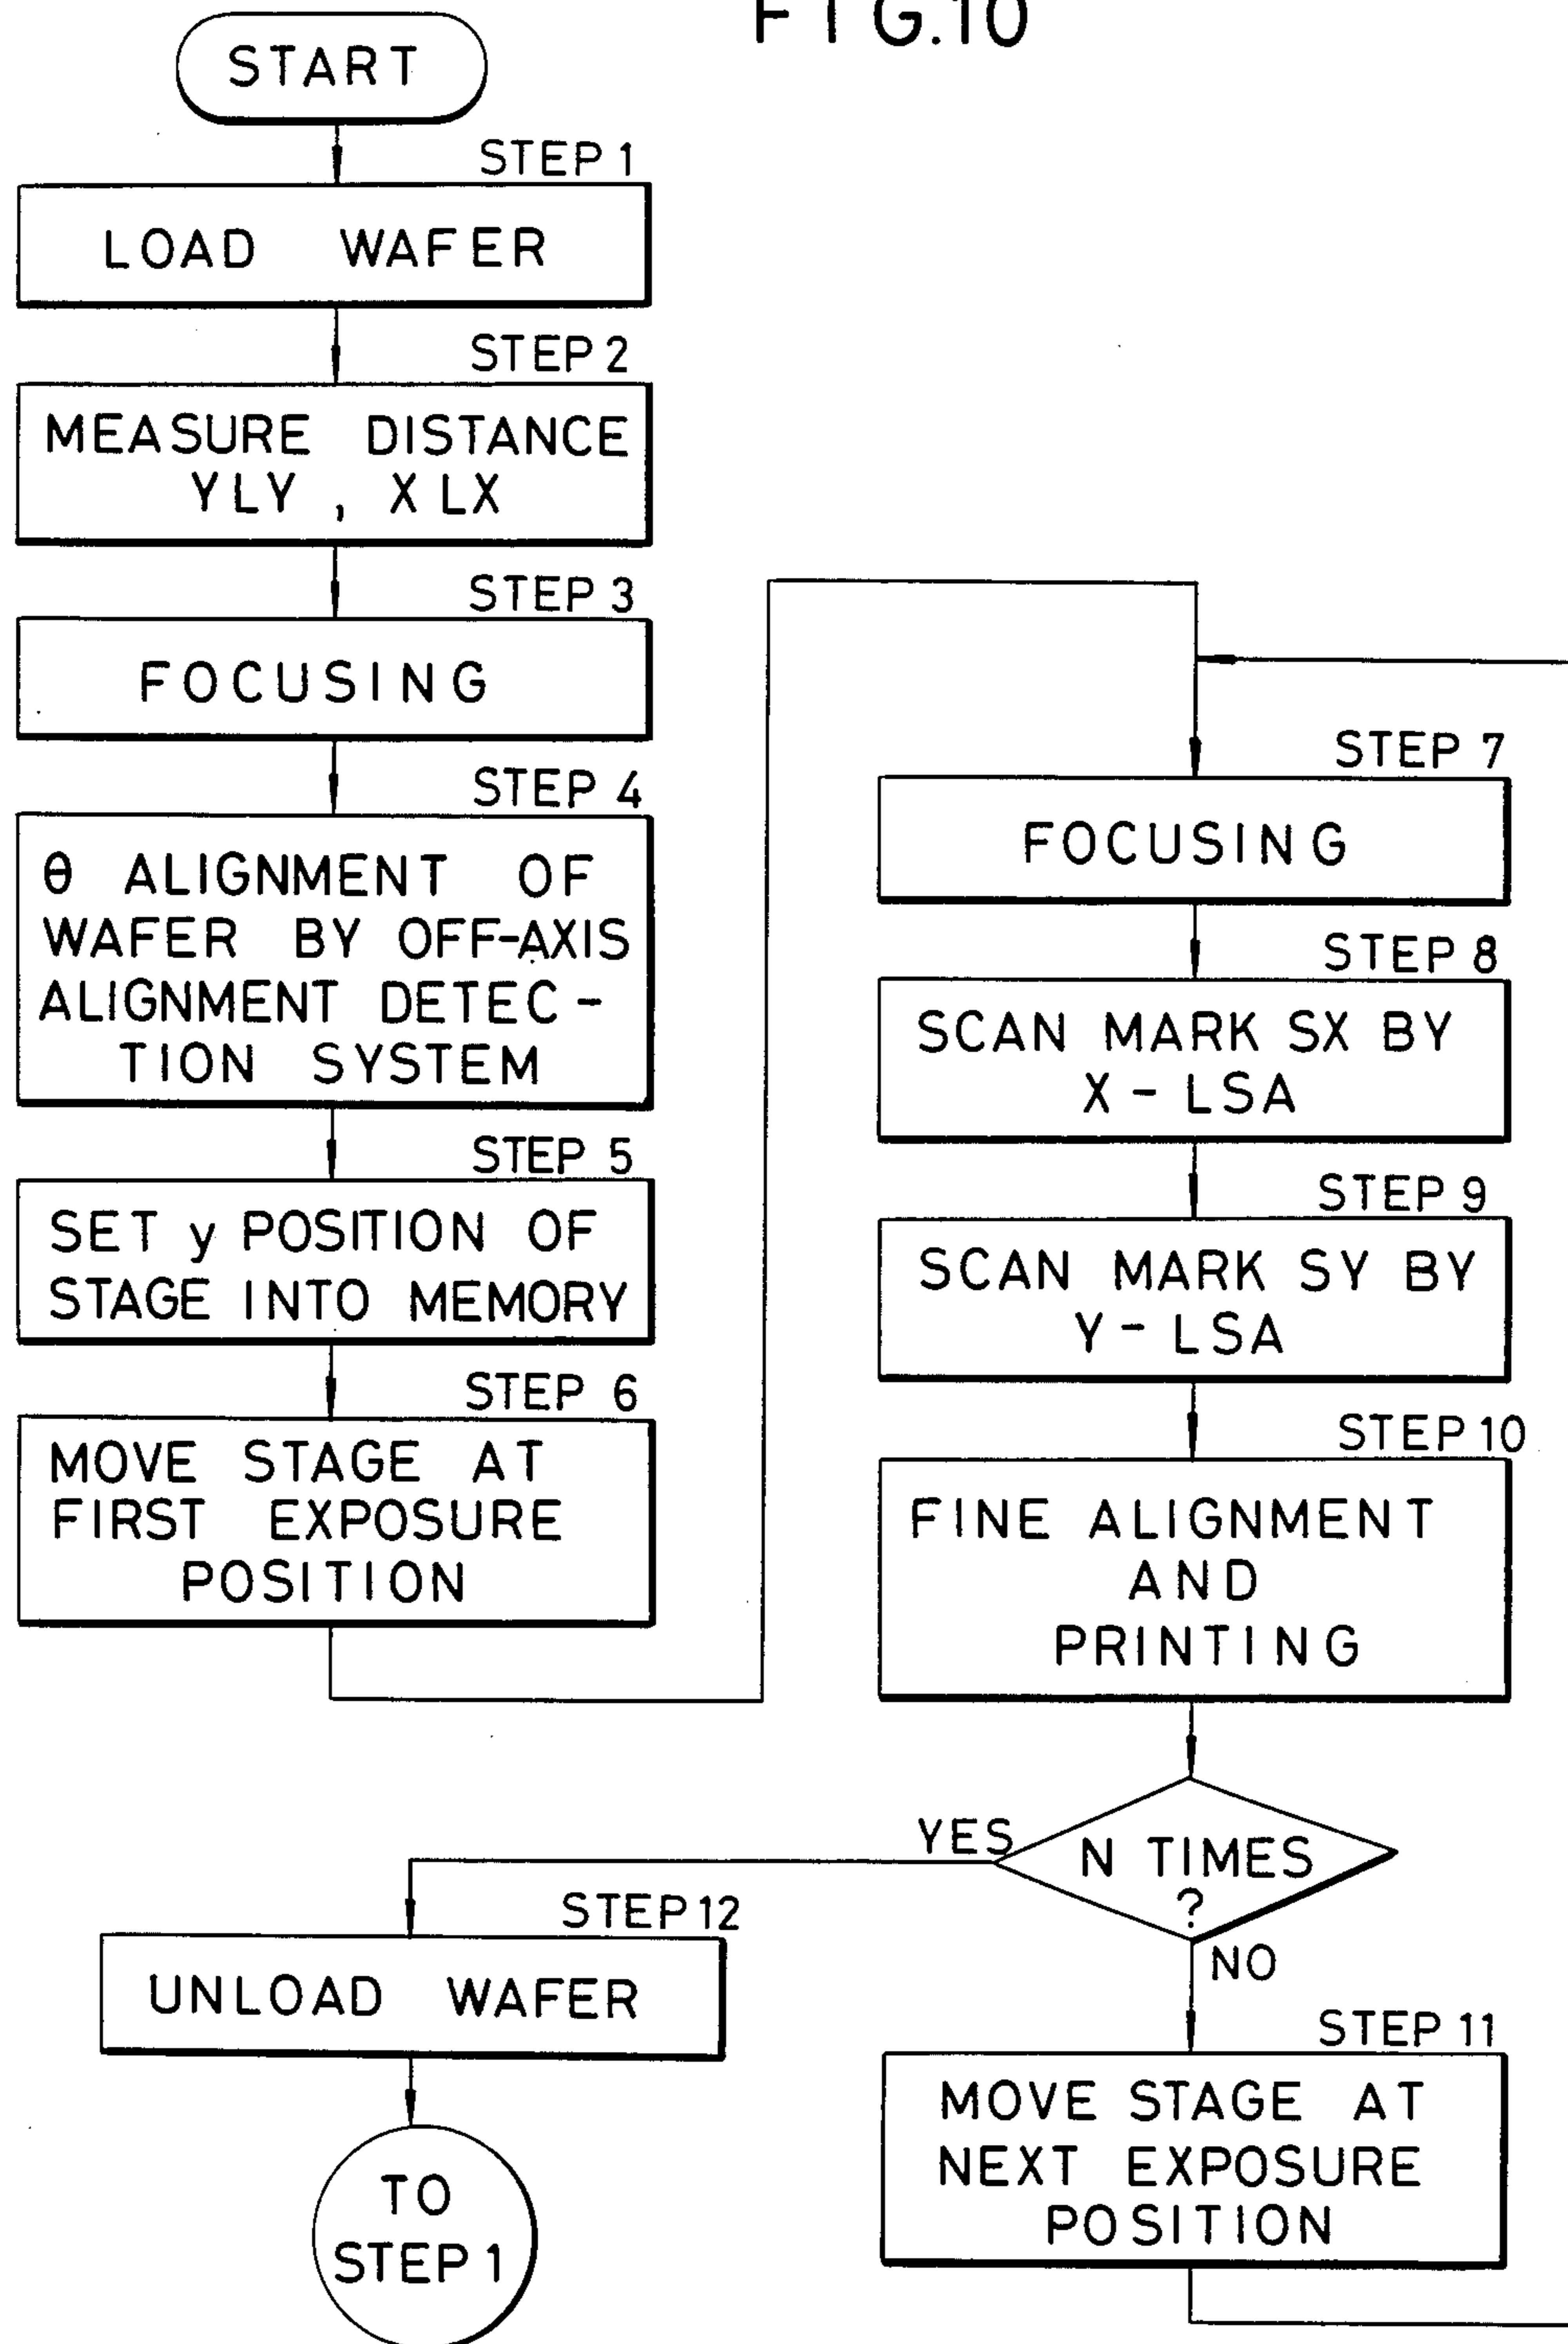 FIG.10
START
STEP 1
LOAD WAFER
STEP 2
MEASURE DISTANCE
YLY , XLX
STEP 3
FOCUSING
STEP 4
θ ALIGNMENT OF
WAFER BY OFF-AXIS
ALIGNMENT DETEC-
TION SYSTEM
STEP 5
SET y POSITION OF
STAGE INTO MEMORY
STEP 6
MOVE STAGE AT
FIRST EXPOSURE
POSITION
STEP 7
FOCUSING
STEP 8
SCAN MARK SX BY
X-LSA
STEP 9
SCAN MARK SY BY
Y-LSA
STEP 10
FINE ALIGNMENT
AND
PRINTING
N TIMES
?
YES
NO
STEP 11
MOVE STAGE AT
NEXT EXPOSURE
POSITION
STEP 12
UNLOAD WAFER
TO
STEP 1